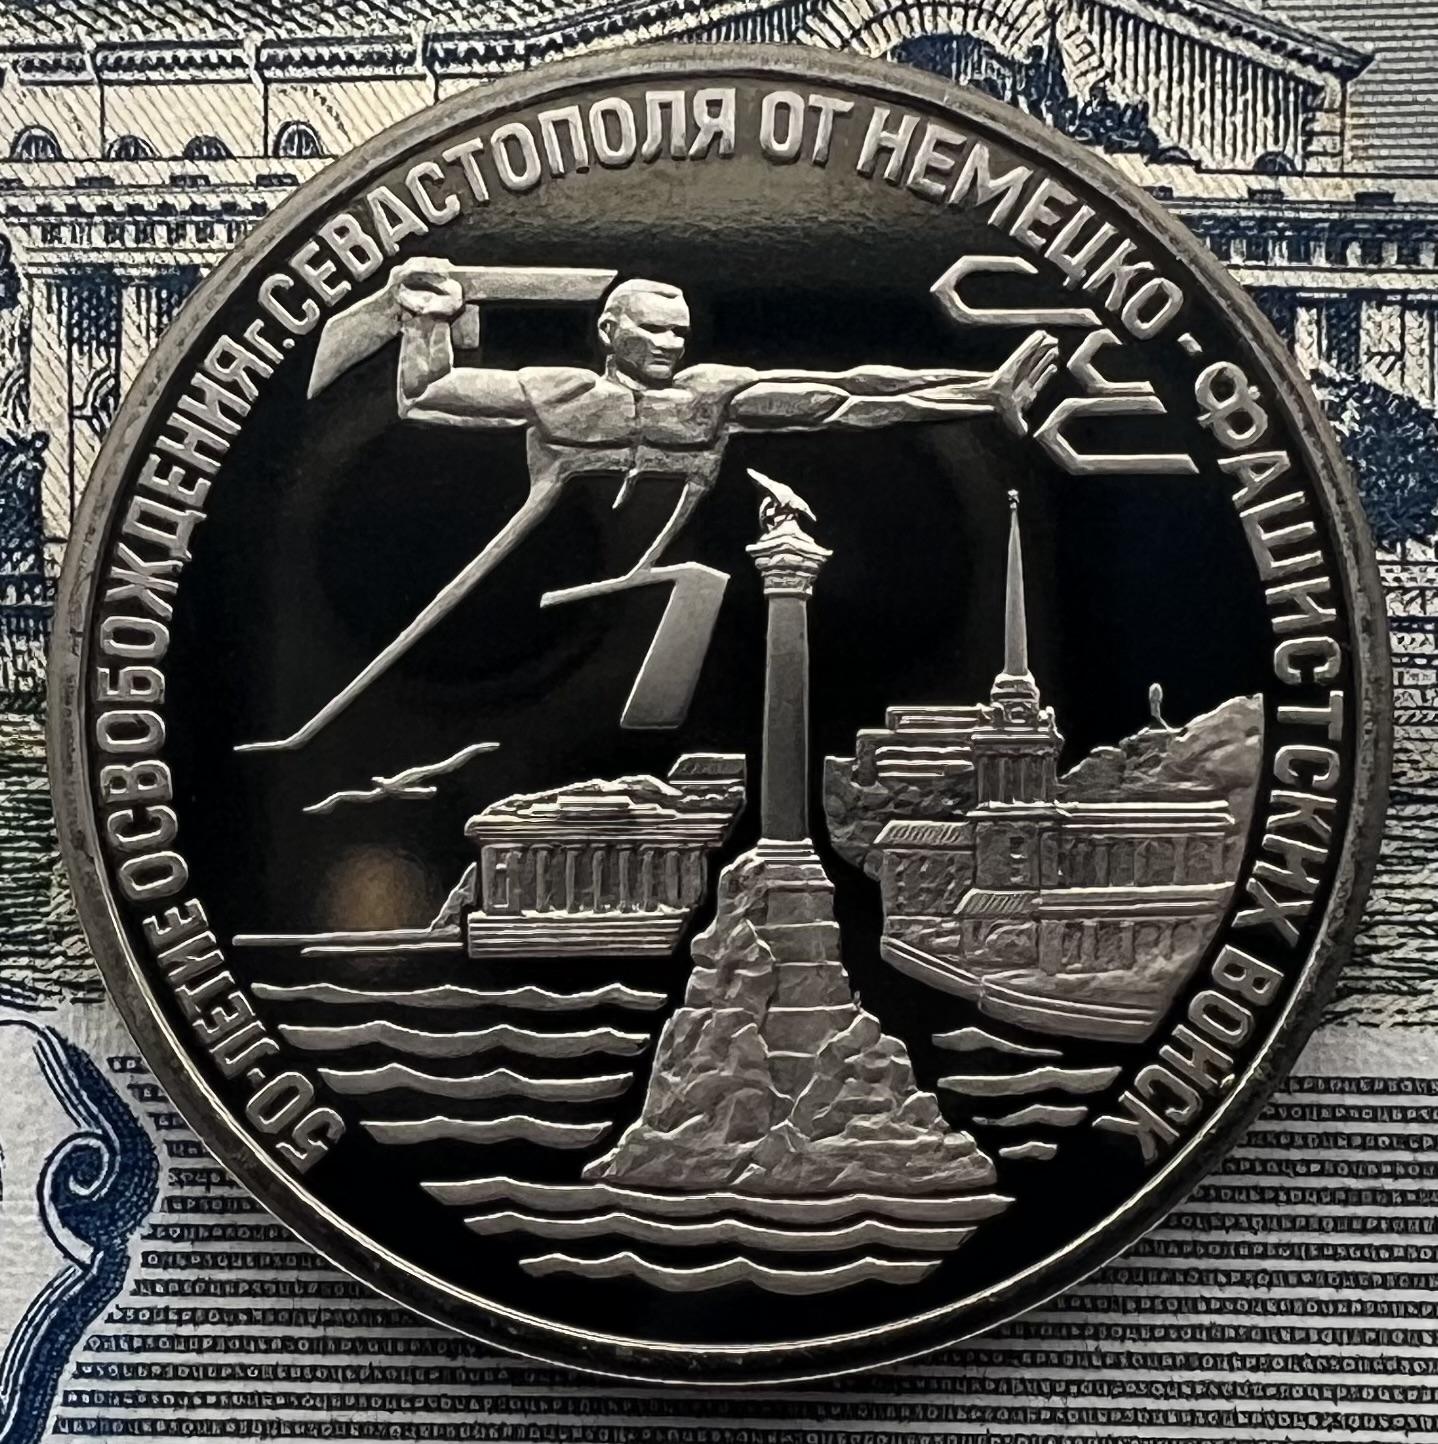 50-ЛЕТИЕ ОСВОБОЖДЕНИЯ г. СЕВАСТОПОЛЯ ОТ НЕМЕЦКО-ФАШИСТСКИХ ВОЙСК